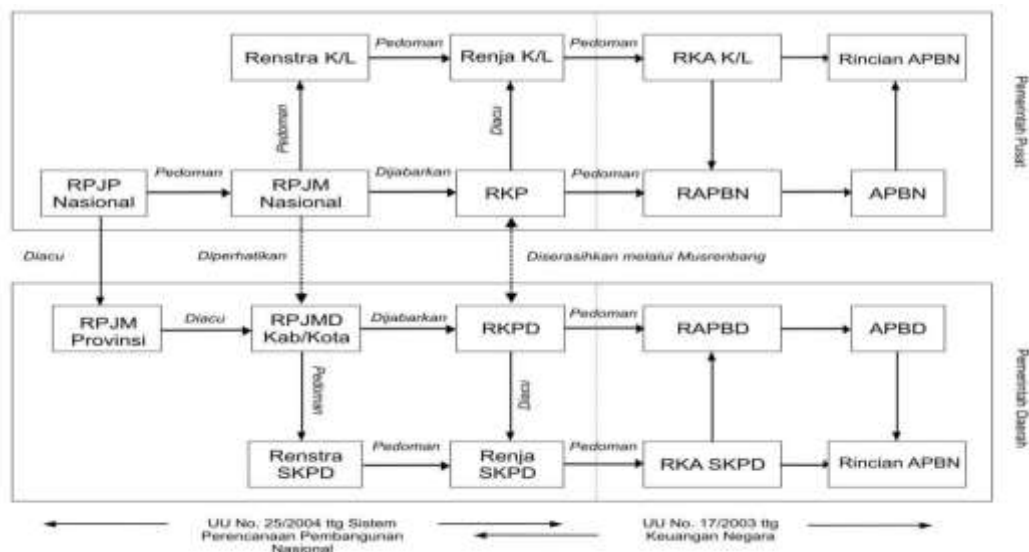 Pedoman
Pedoman
Renstra K/L
Renja K/L
RKA K/L
Rincian APBN
Pedoman
Diacu
Pemerintah Pusat
RPJP
Nasional
Pedoman
RPJM
Nasional
Dijabarkan
RKP
Pedoman
RAPBN
APBN
Diacu
Diperhatikan
Diserasihkan melalui Musrenbang
RPJM
Provinsi
Diacu
RPJMD
Kab/Kota
Dijabarkan
RKPD
Pedoman
RAPBD
APBD
Pedoman
Diacu
Pemerintah Daerah
Renstra
SKPD
Pedoman
Renja
SKPD
Pedoman
RKA SKPD
Rincian APBN
UU No. 25/2004 ttg Sistem
Perencanaan Pembangunan
Nasional
UU No. 17/2003 ttg
Keuangan Negara